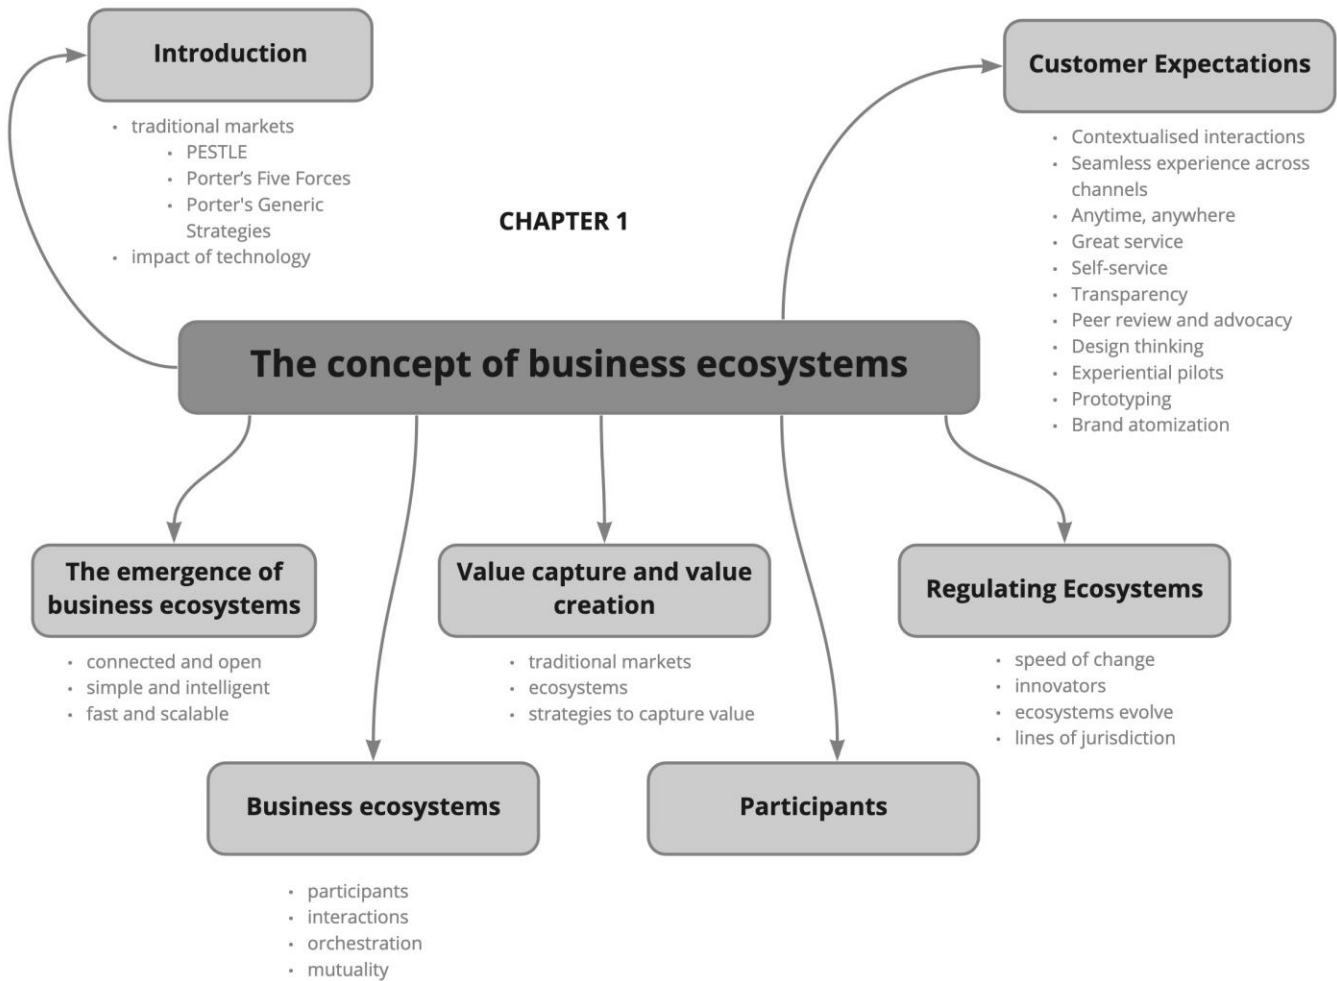 Introduction
• traditional markets
• PESTLE
• Porter’s Five Forces
• Porter's Generic
Strategies
• impact of technology
CHAPTER 1
Customer Expectations
• Contextualised interactions
• Seamless experience across
channels
• Anytime, anywhere
• Great service
• Self-service
• Transparency
• Peer review and advocacy
• Design thinking
• Experiential pilots
• Prototyping
• Brand atomization
The concept of business ecosystems
The emergence of
business ecosystems
• connected and open
• simple and intelligent
• fast and scalable
Business ecosystems
• participants
• interactions
• orchestration
• mutuality
Value capture and value
creation
• traditional markets
• ecosystems
• strategies to capture value
Participants
Regulating Ecosystems
• speed of change
• innovators
• ecosystems evolve
• lines of jurisdiction